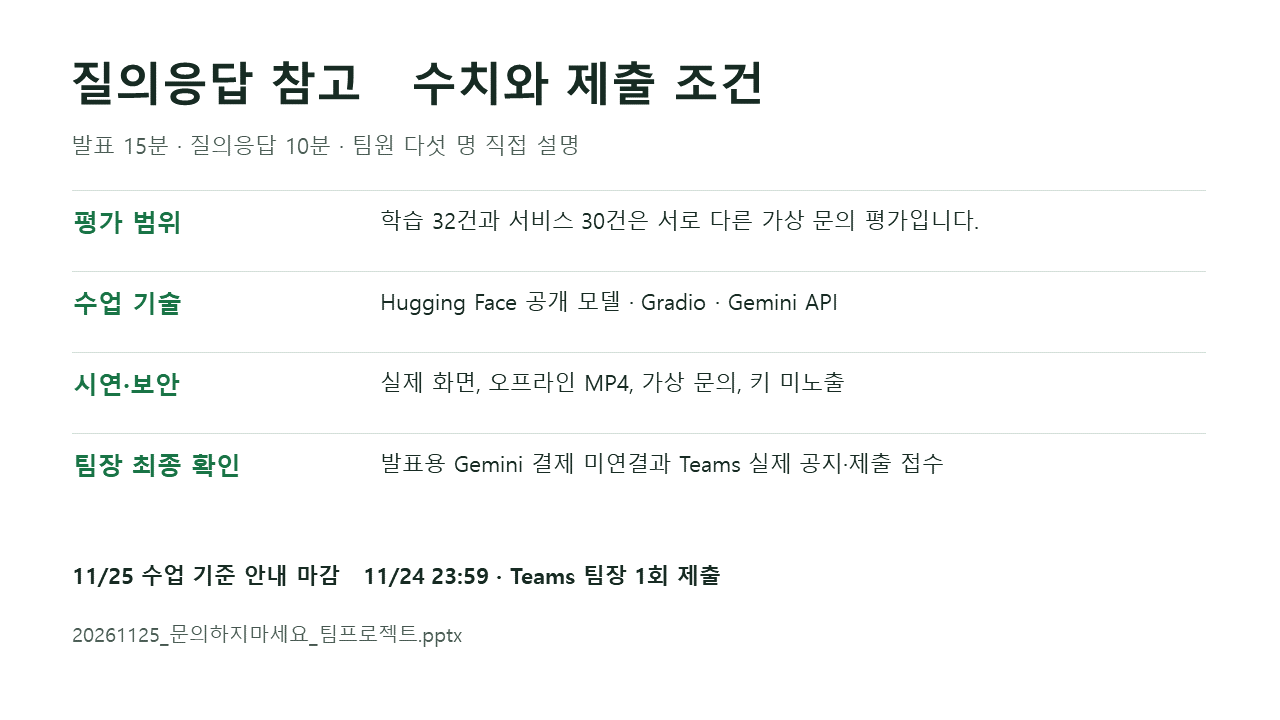 질의응답 참고 수치와 제출 조건
발표 15분 · 질의응답 10분 · 팀원 다섯 명 직접 설명
평가 범위 학습 32건과 서비스 30건은 서로 다른 가상 문의 평가입니다.
수업 기술 Hugging Face 공개 모델 · Gradio · Gemini API
시연·보안 실제 화면, 오프라인 MP4, 가상 문의, 키 미노출
팀장 최종 확인 발표용 Gemini 결제 미연결과 Teams 실제 공지·제출 접수
11/25 수업 기준 안내 마감 11/24 23:59 · Teams 팀장 1회 제출
20261125_문의하지마세요_팀프로젝트.pptx